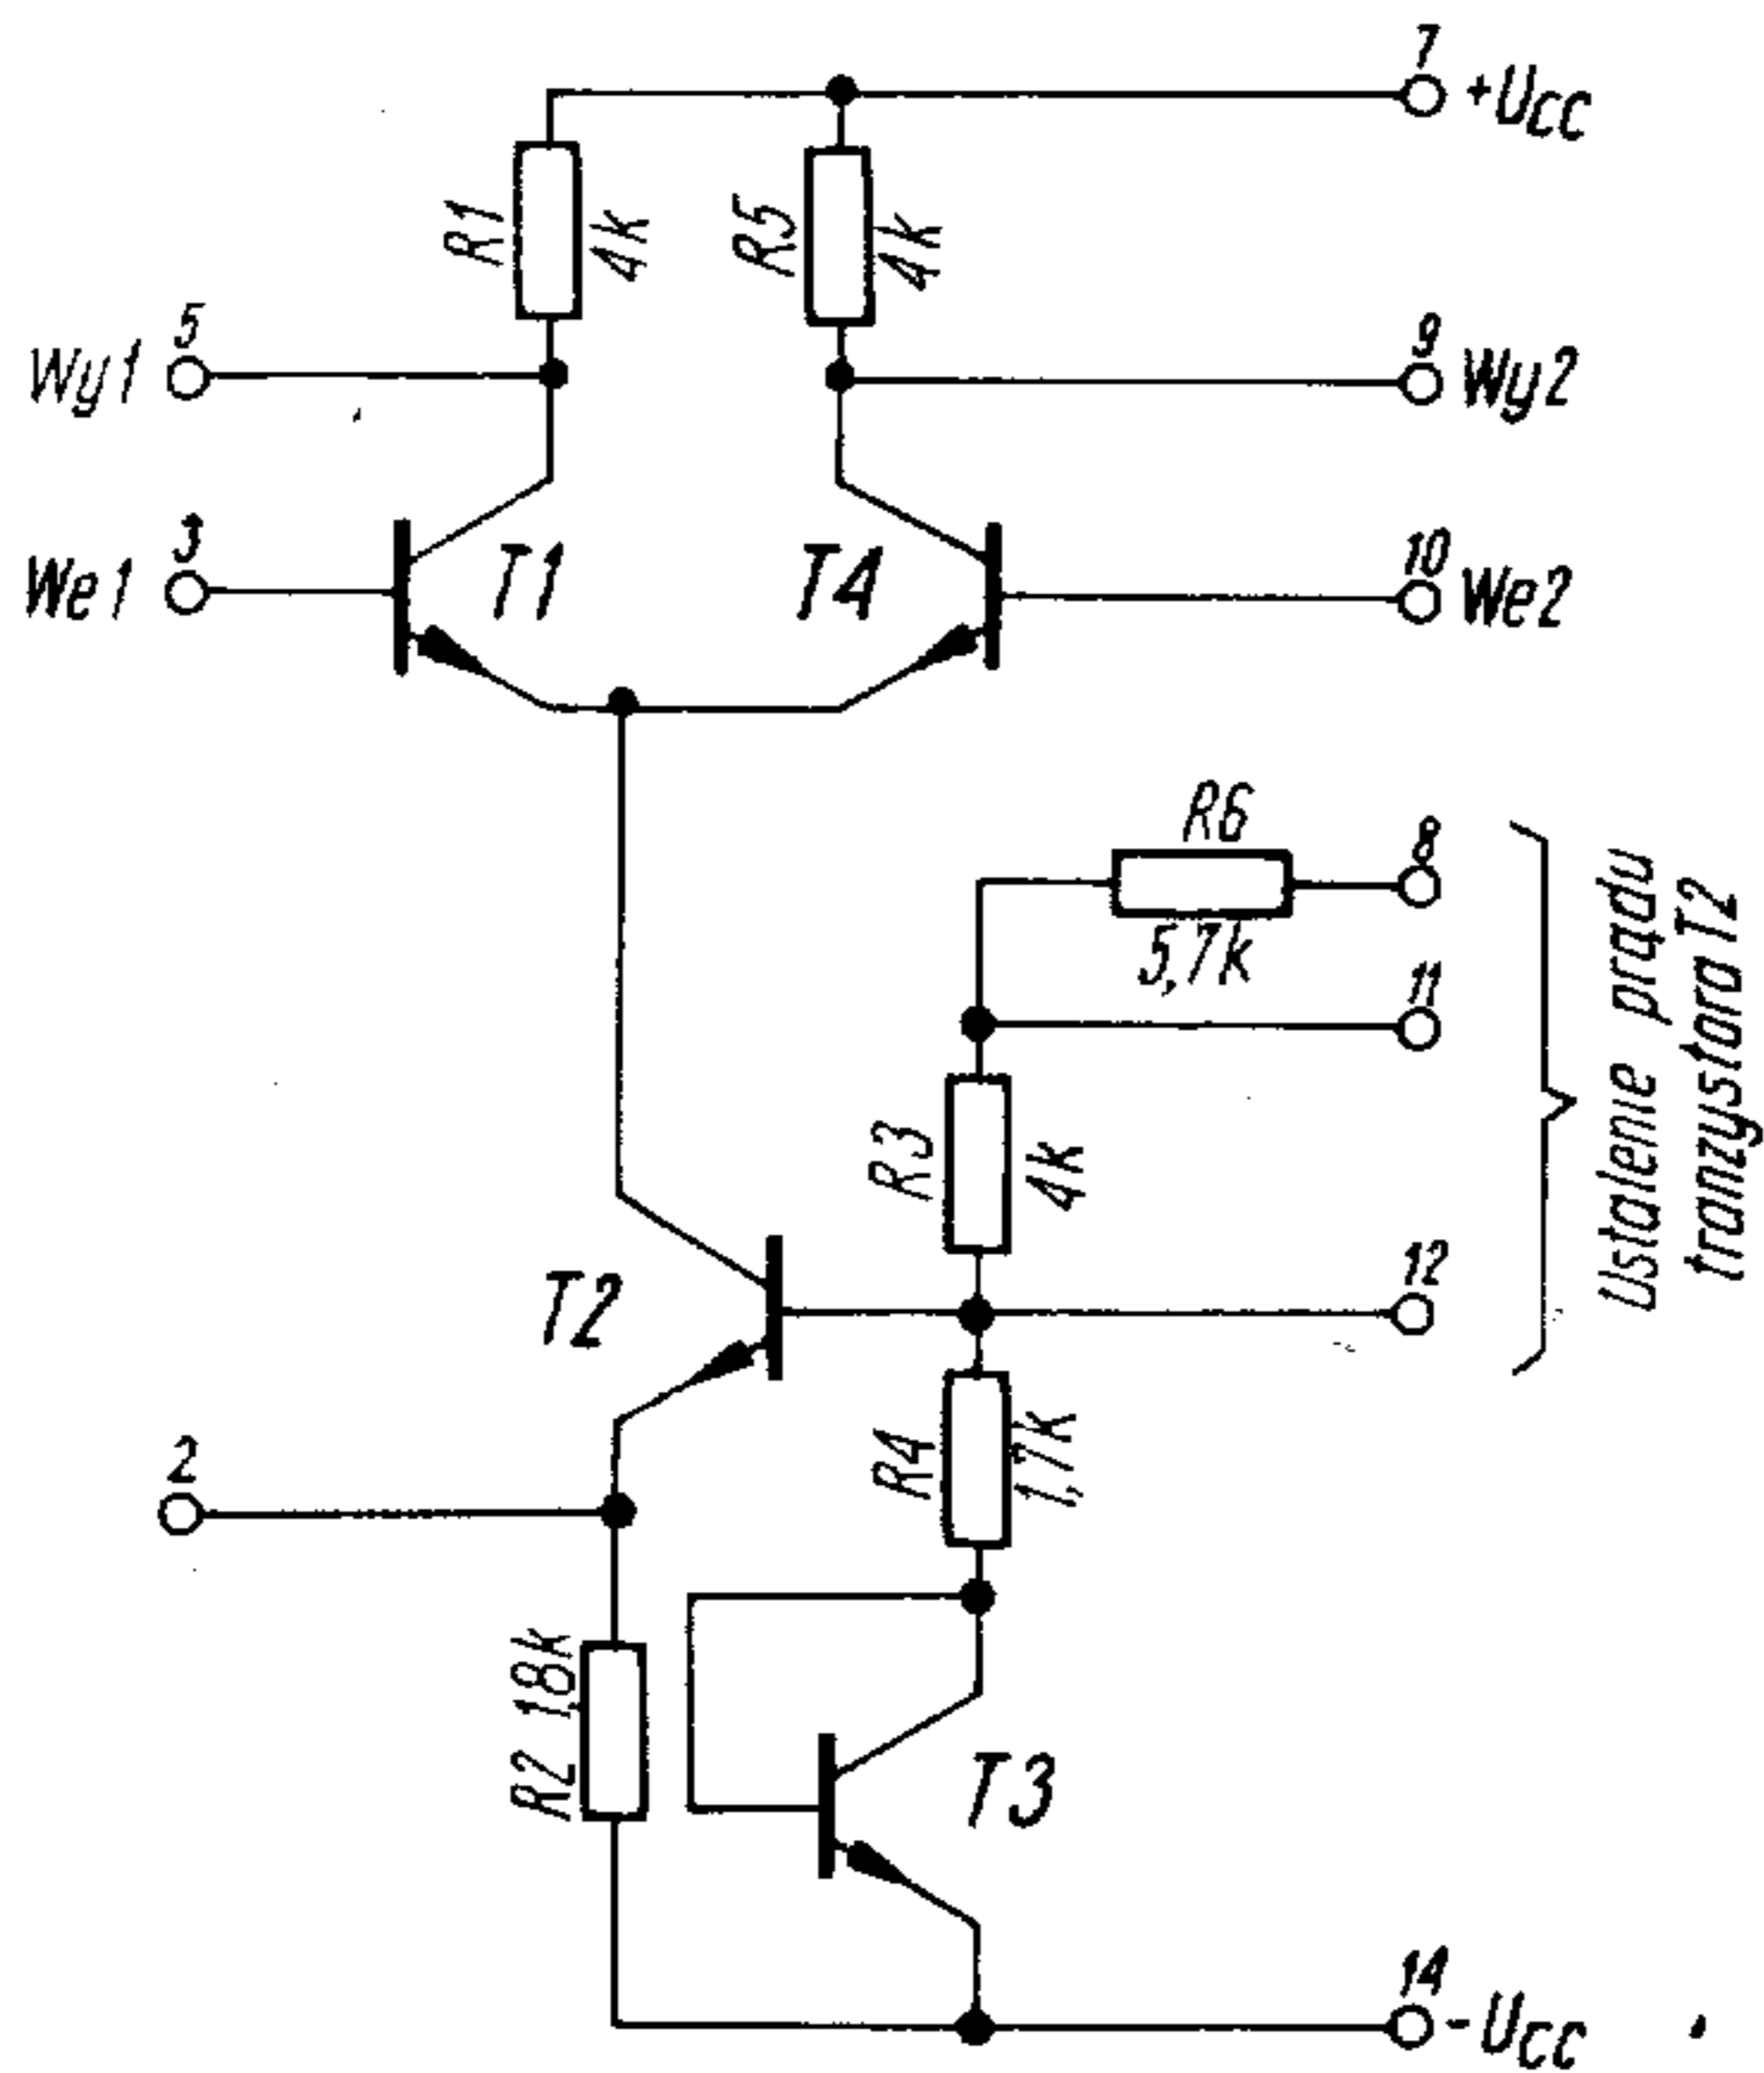 7
+Ucc
R1
4k
R5
4k
Wy1
5
9
Wy2
We1
3
T1
T4
10
We2
R6
5,7k
8
11
R3
4k
12
Ustalenie prądu
tranzystora T2
T2
R4
1,7k
2
R2 1,8k
T3
14
-Ucc